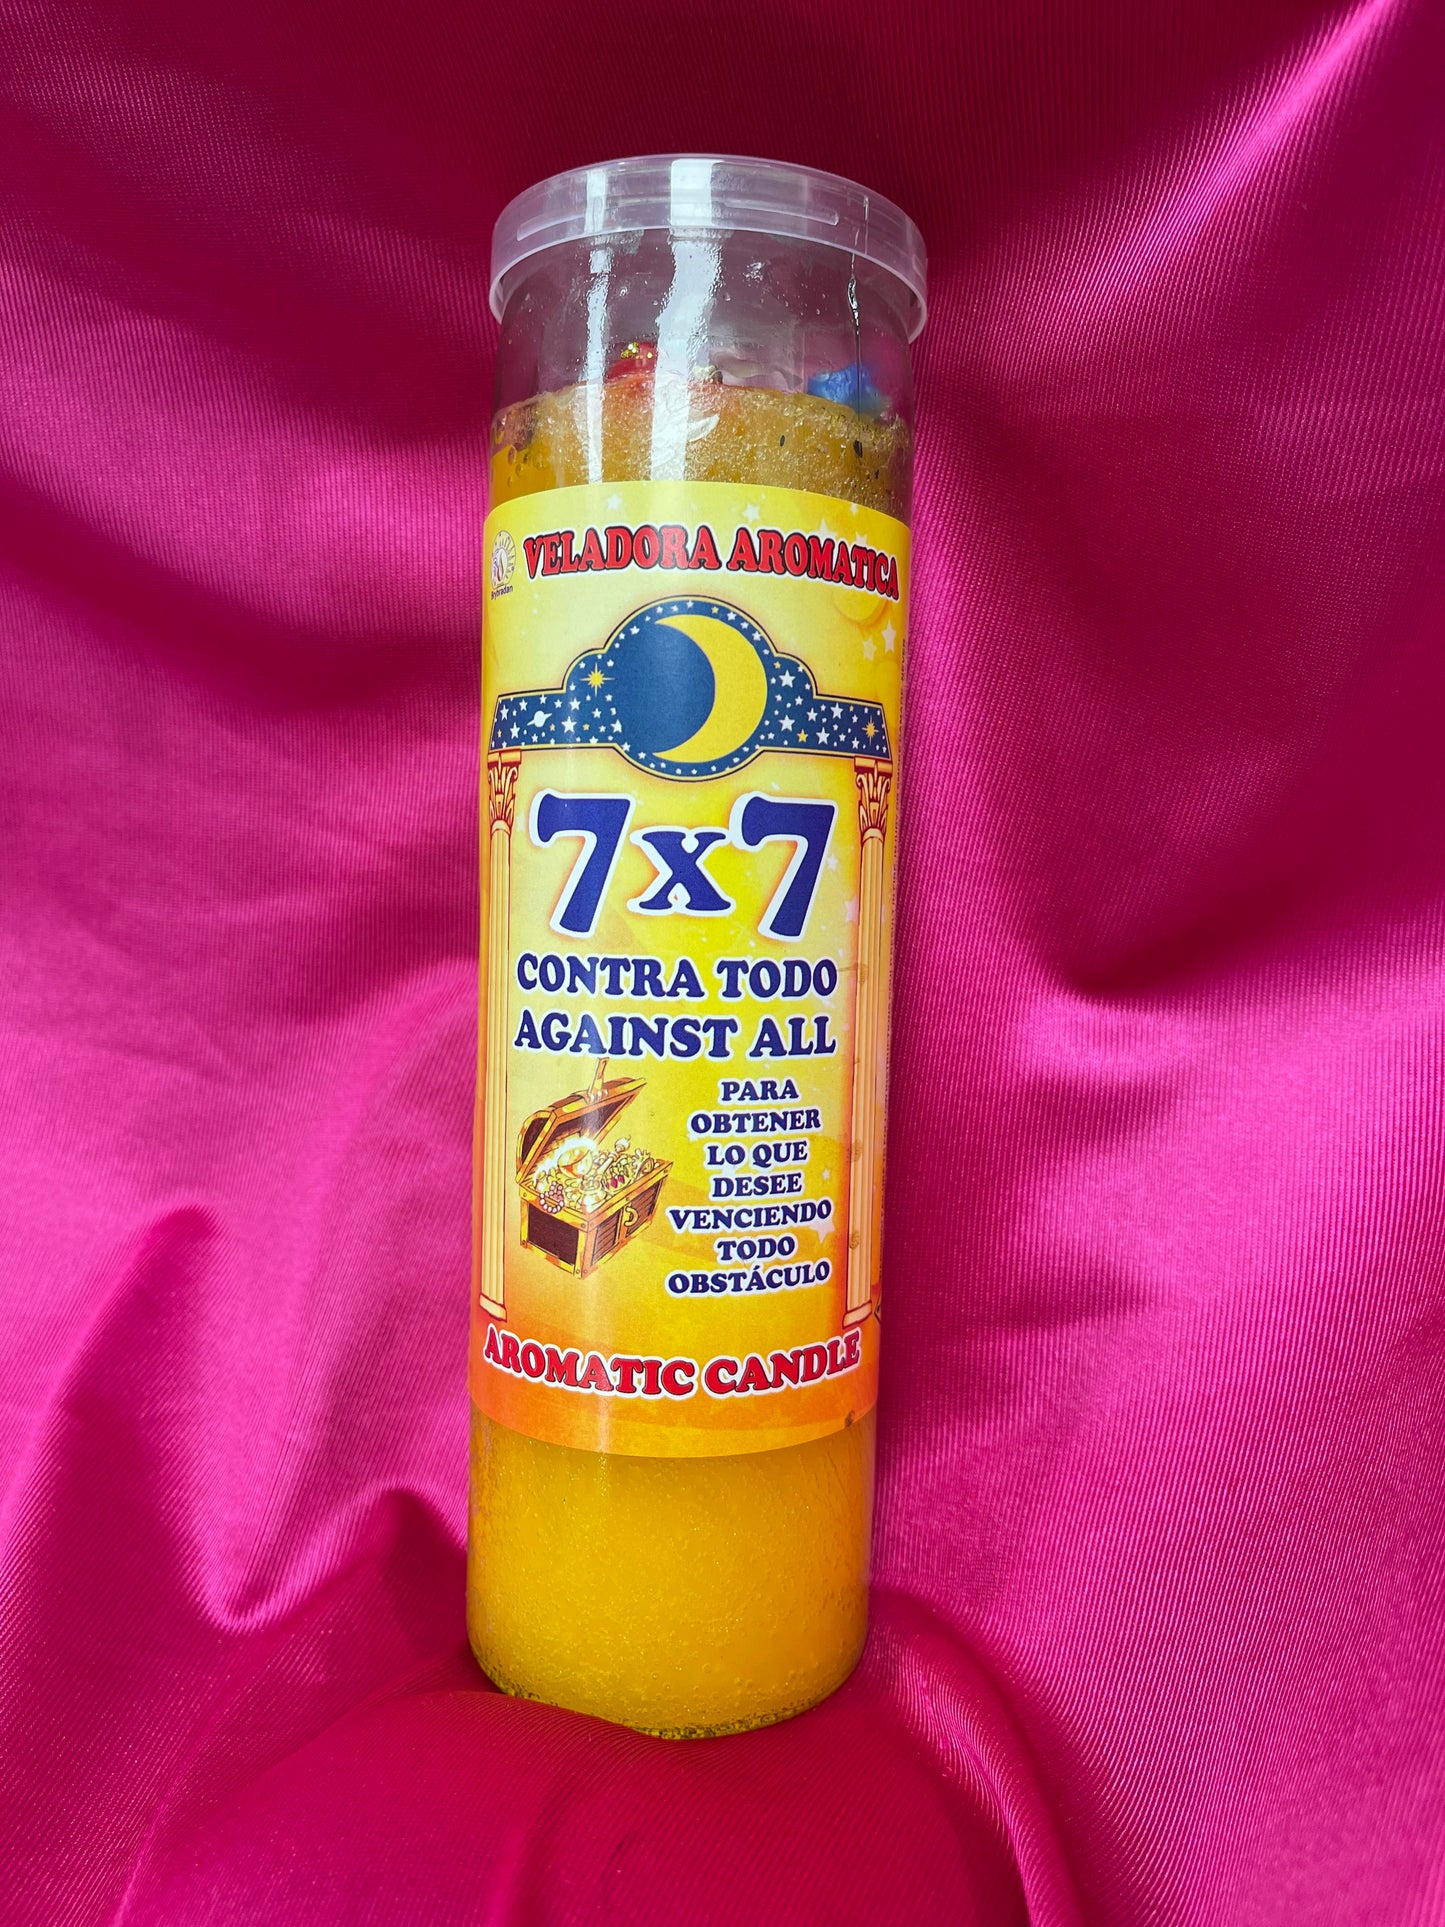 VELADORA AROMATICA
7x7
CONTRA TODO
AGAINST ALL
PARA
OBTENER
LO QUE
DESEE
VENCIENDO
TODO
OBSTÁCULO
AROMATIC CANDLE